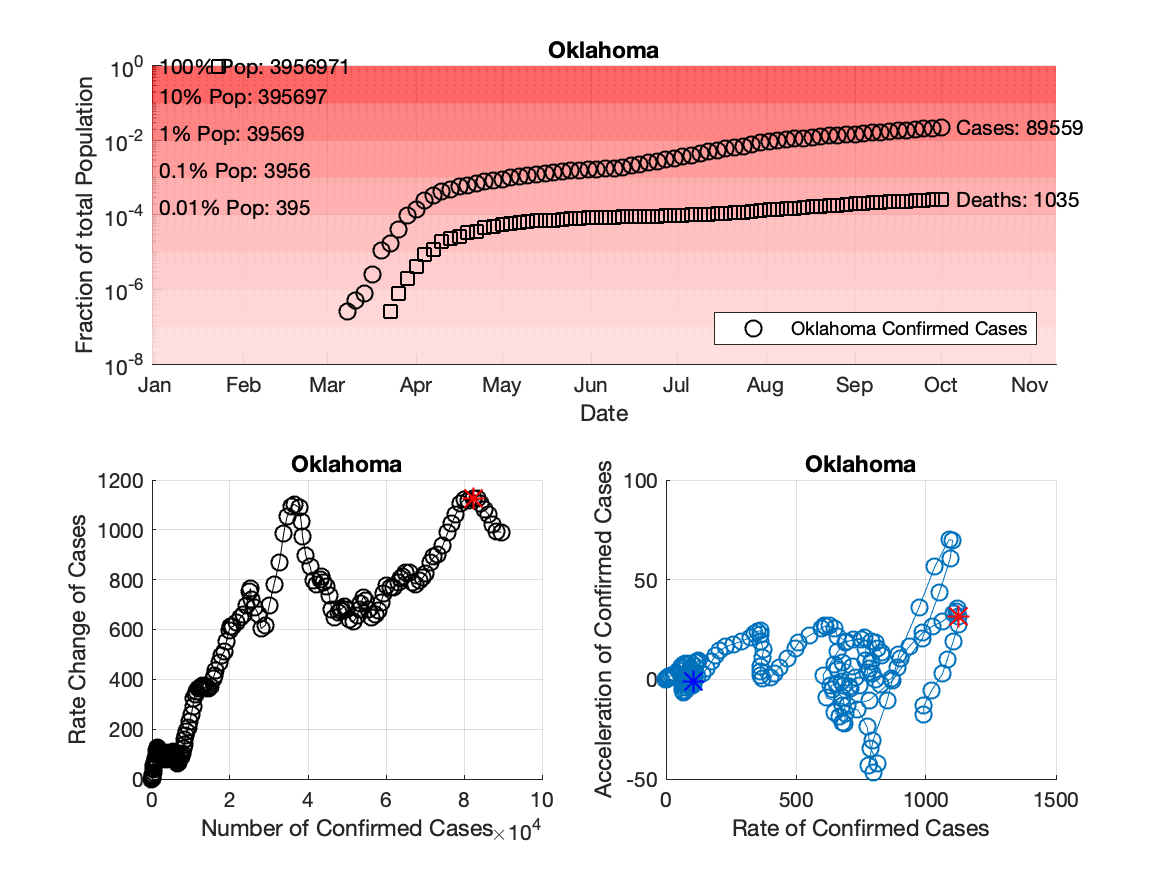 Oklahoma
10^0
10^-2
10^-4
10^-6
10^-8
Fraction of total Population
100% Pop: 3956971
10% Pop: 395697
1% Pop: 39569
0.1% Pop: 3956
0.01% Pop: 395
Cases: 89559
Deaths: 1035
Oklahoma Confirmed Cases
Jan Feb Mar Apr May Jun Jul Aug Sep Oct Nov
Date
Oklahoma
1200
1000
800
600
400
200
0
Rate Change of Cases
0 2 4 6 8 10
Number of Confirmed Cases ×10^4
Oklahoma
100
50
0
-50
Acceleration of Confirmed Cases
0 500 1000 1500
Rate of Confirmed Cases